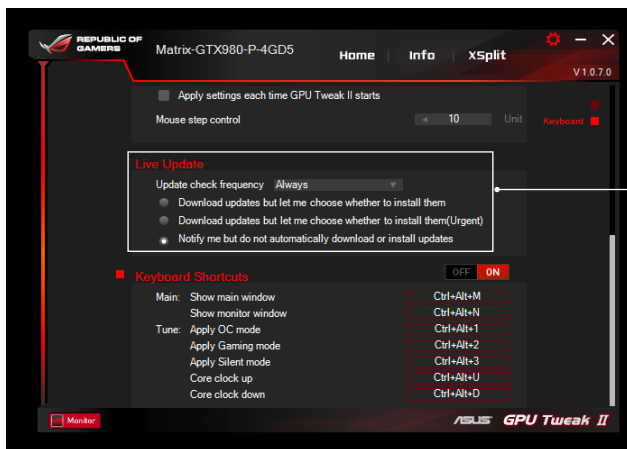 REPUBLIC OF
GAMERS
Matrix-GTX980-P-4GD5
Home
Info
XSplit
V 1.0.7.0
Apply settings each time GPU Tweak II starts
Mouse step control
10
Unit
Keyboard
Live Update
Update check frequency Always
Download updates but let me choose whether to install them
Download updates but let me choose whether to install them(Urgent)
Notify me but do not automatically download or install updates
Keyboard Shortcuts
OFF ON
Main: Show main window Ctrl+Alt+M
Show monitor window Ctrl+Alt+N
Tune: Apply OC mode Ctrl+Alt+1
Apply Gaming mode Ctrl+Alt+2
Apply Silent mode Ctrl+Alt+3
Core clock up Ctrl+Alt+U
Core clock down Ctrl+Alt+D
Monitor
ASUS GPU Tweak II